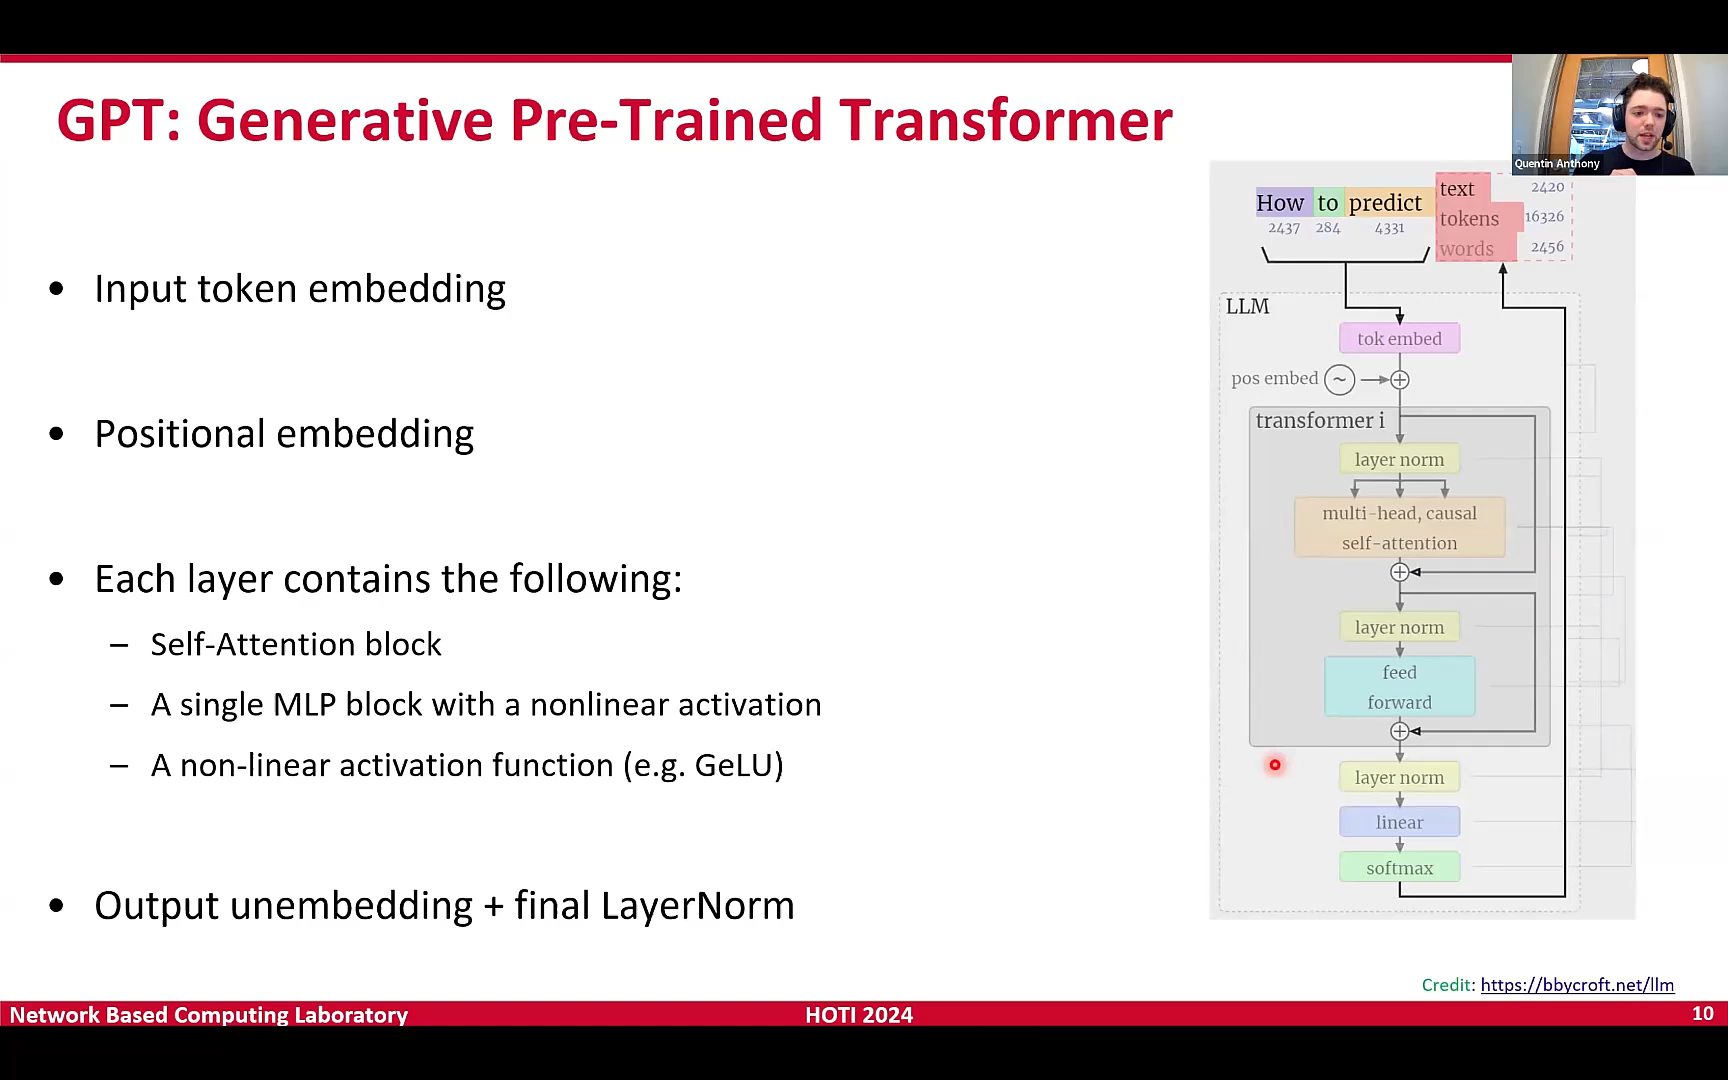 GPT: Generative Pre-Trained Transformer
Quentin Anthony
• Input token embedding
• Positional embedding
• Each layer contains the following:
– Self-Attention block
– A single MLP block with a nonlinear activation
– A non-linear activation function (e.g. GeLU)
• Output unembedding + final LayerNorm
How to predict
2437 284 4331
text 2420
tokens 16326
words 2456
LLM
tok embed
pos embed ~
transformer i
layer norm
multi-head, causal
self-attention
layer norm
feed
forward
layer norm
linear
softmax
Credit: https://bbycroft.net/llm
Network Based Computing Laboratory HOTI 2024 10